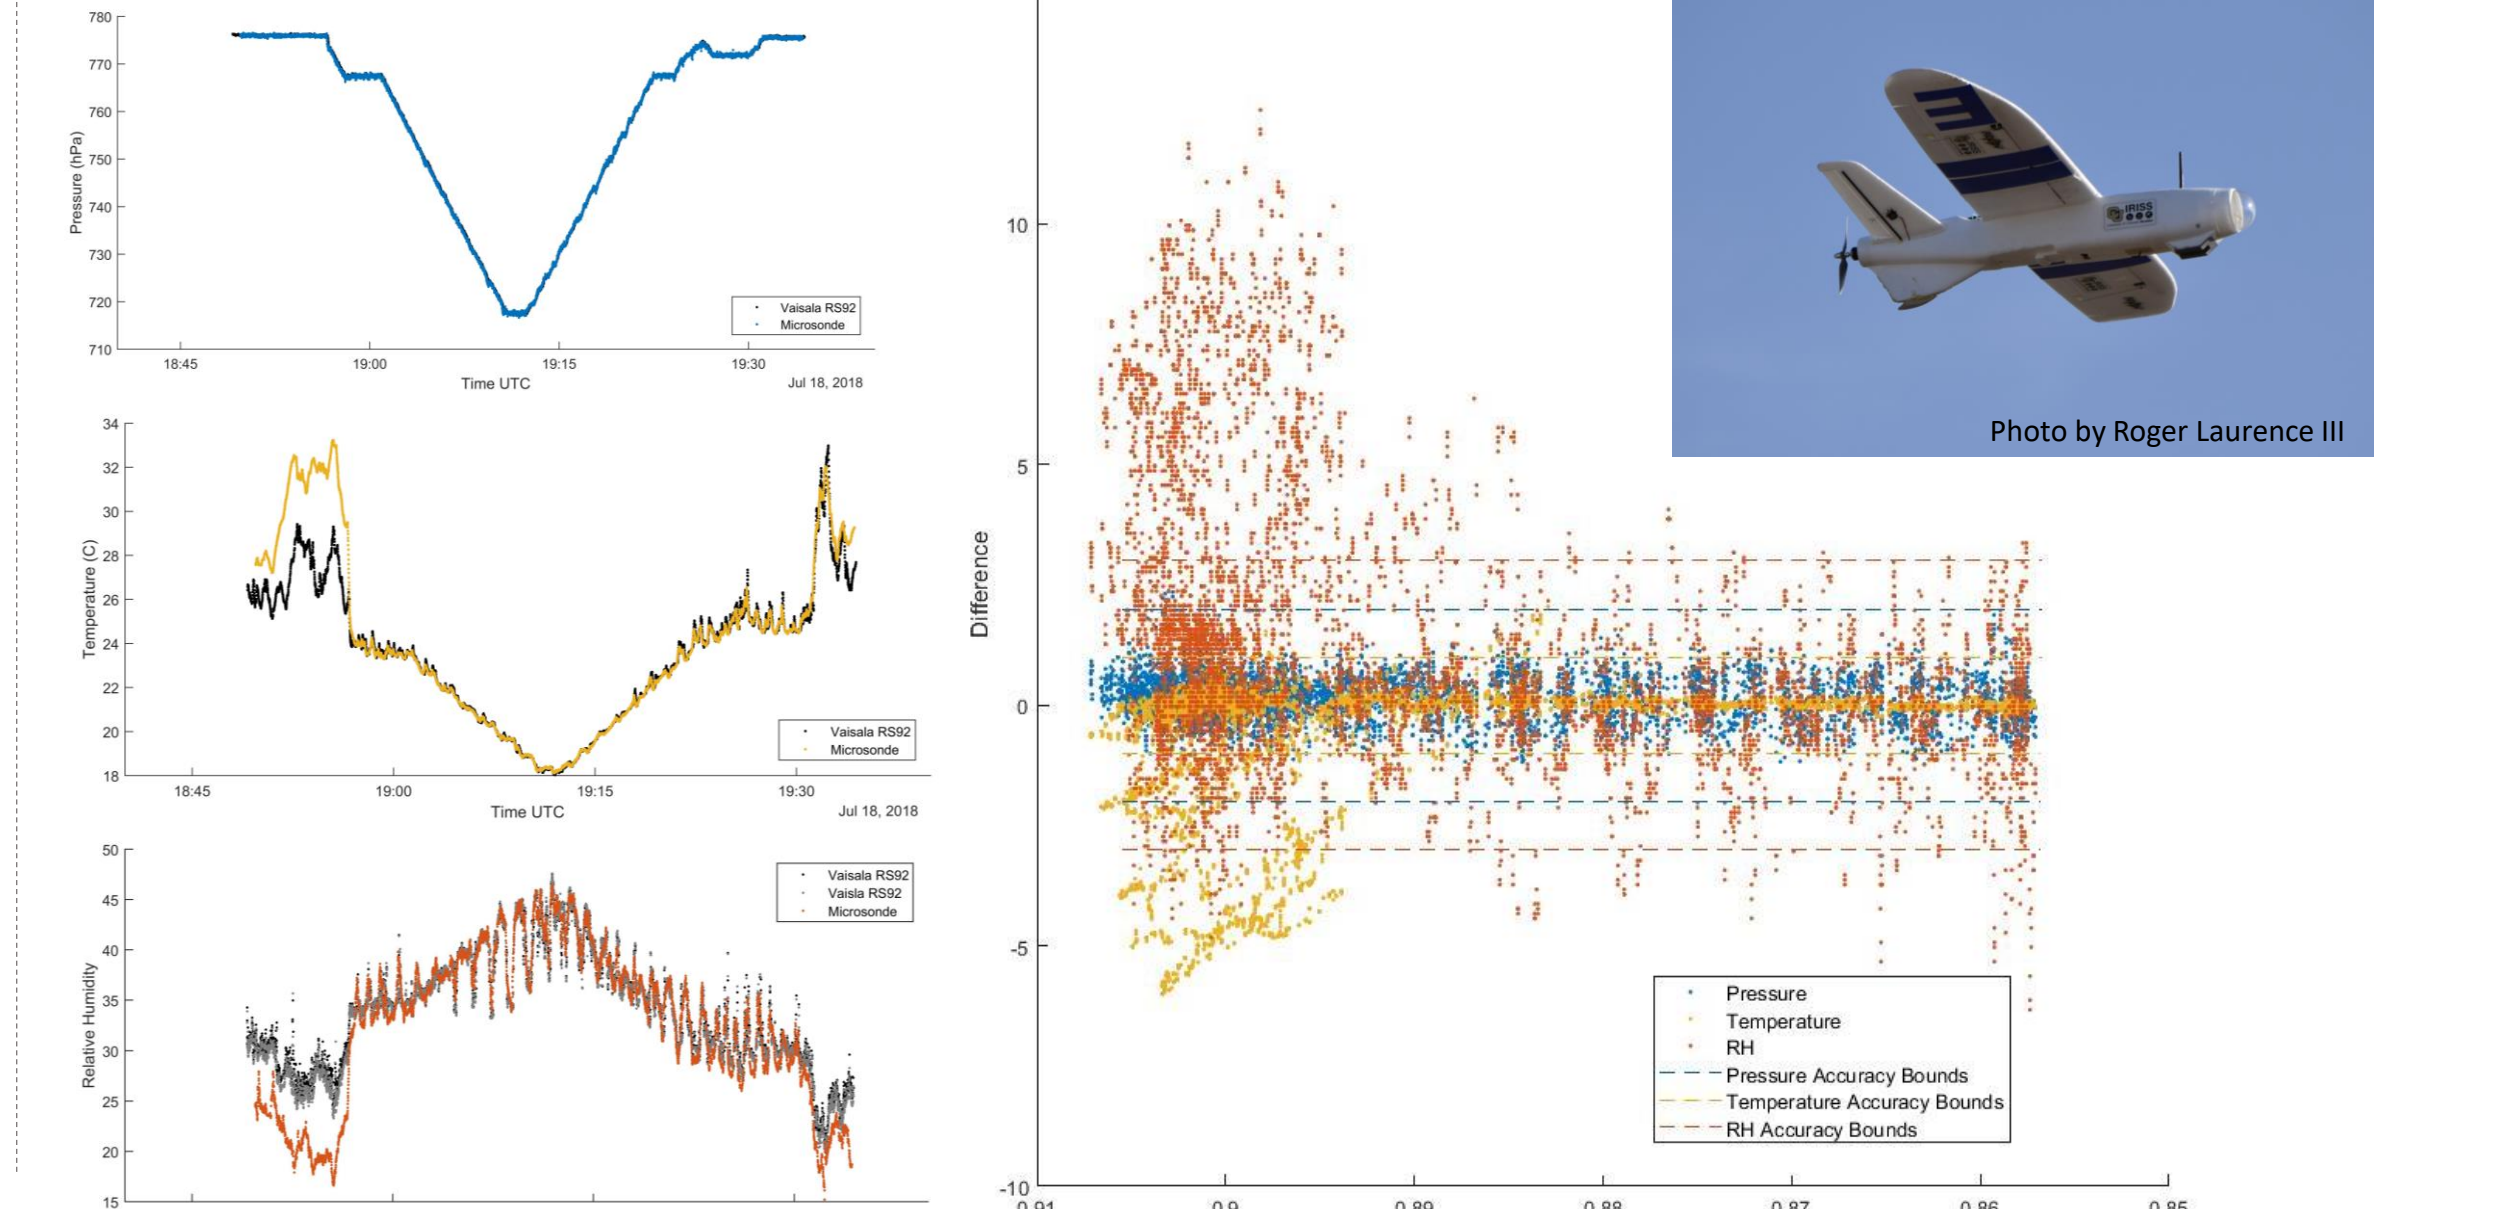 780
770
760
750
740
730
720
710
Pressure (hPa)
Vaisala RS92
Microsonde
18:45
19:00
19:15
19:30
Time UTC
Jul 18, 2018
34
32
30
28
26
24
22
20
18
Temperature (C)
Vaisala RS92
Microsonde
18:45
19:00
19:15
19:30
Time UTC
Jul 18, 2018
50
45
40
35
30
25
20
15
Relative Humidity
Vaisala RS92
Vaisla RS92
Microsonde
10
5
0
-5
-10
Difference
Pressure
Temperature
RH
Pressure Accuracy Bounds
Temperature Accuracy Bounds
RH Accuracy Bounds
0.91
0.9
0.89
0.88
0.87
0.86
0.85
IRISS
Photo by Roger Laurence III